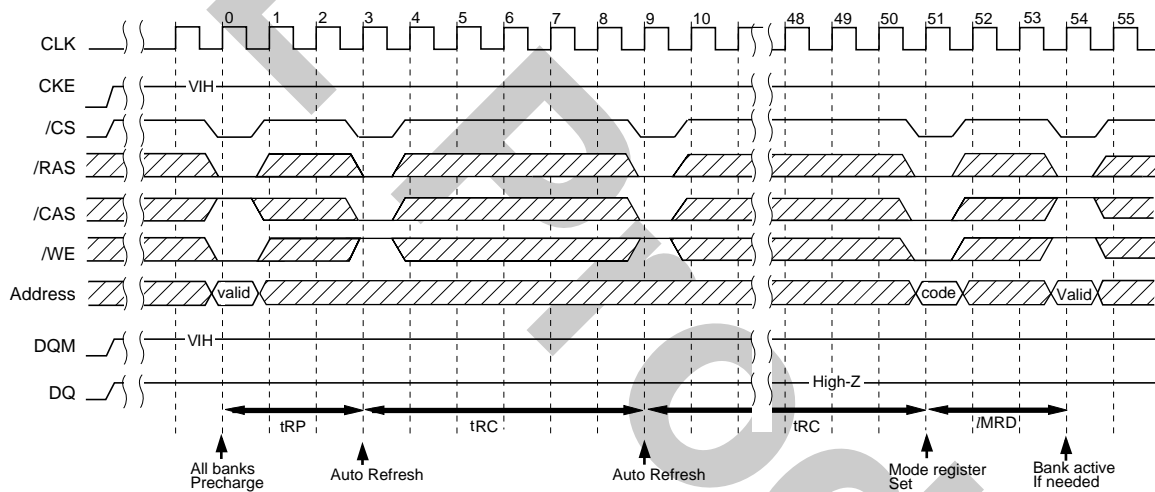 0 1 2 3 4 5 6 7 8 9 10 48 49 50 51 52 53 54 55
CLK
CKE VIH
/CS
/RAS
/CAS
/WE
Address valid code Valid
DQM VIH
DQ High-Z
tRP tRC tRC lMRD
All banks
Precharge
Auto Refresh
Auto Refresh
Mode register
Set
Bank active
If needed